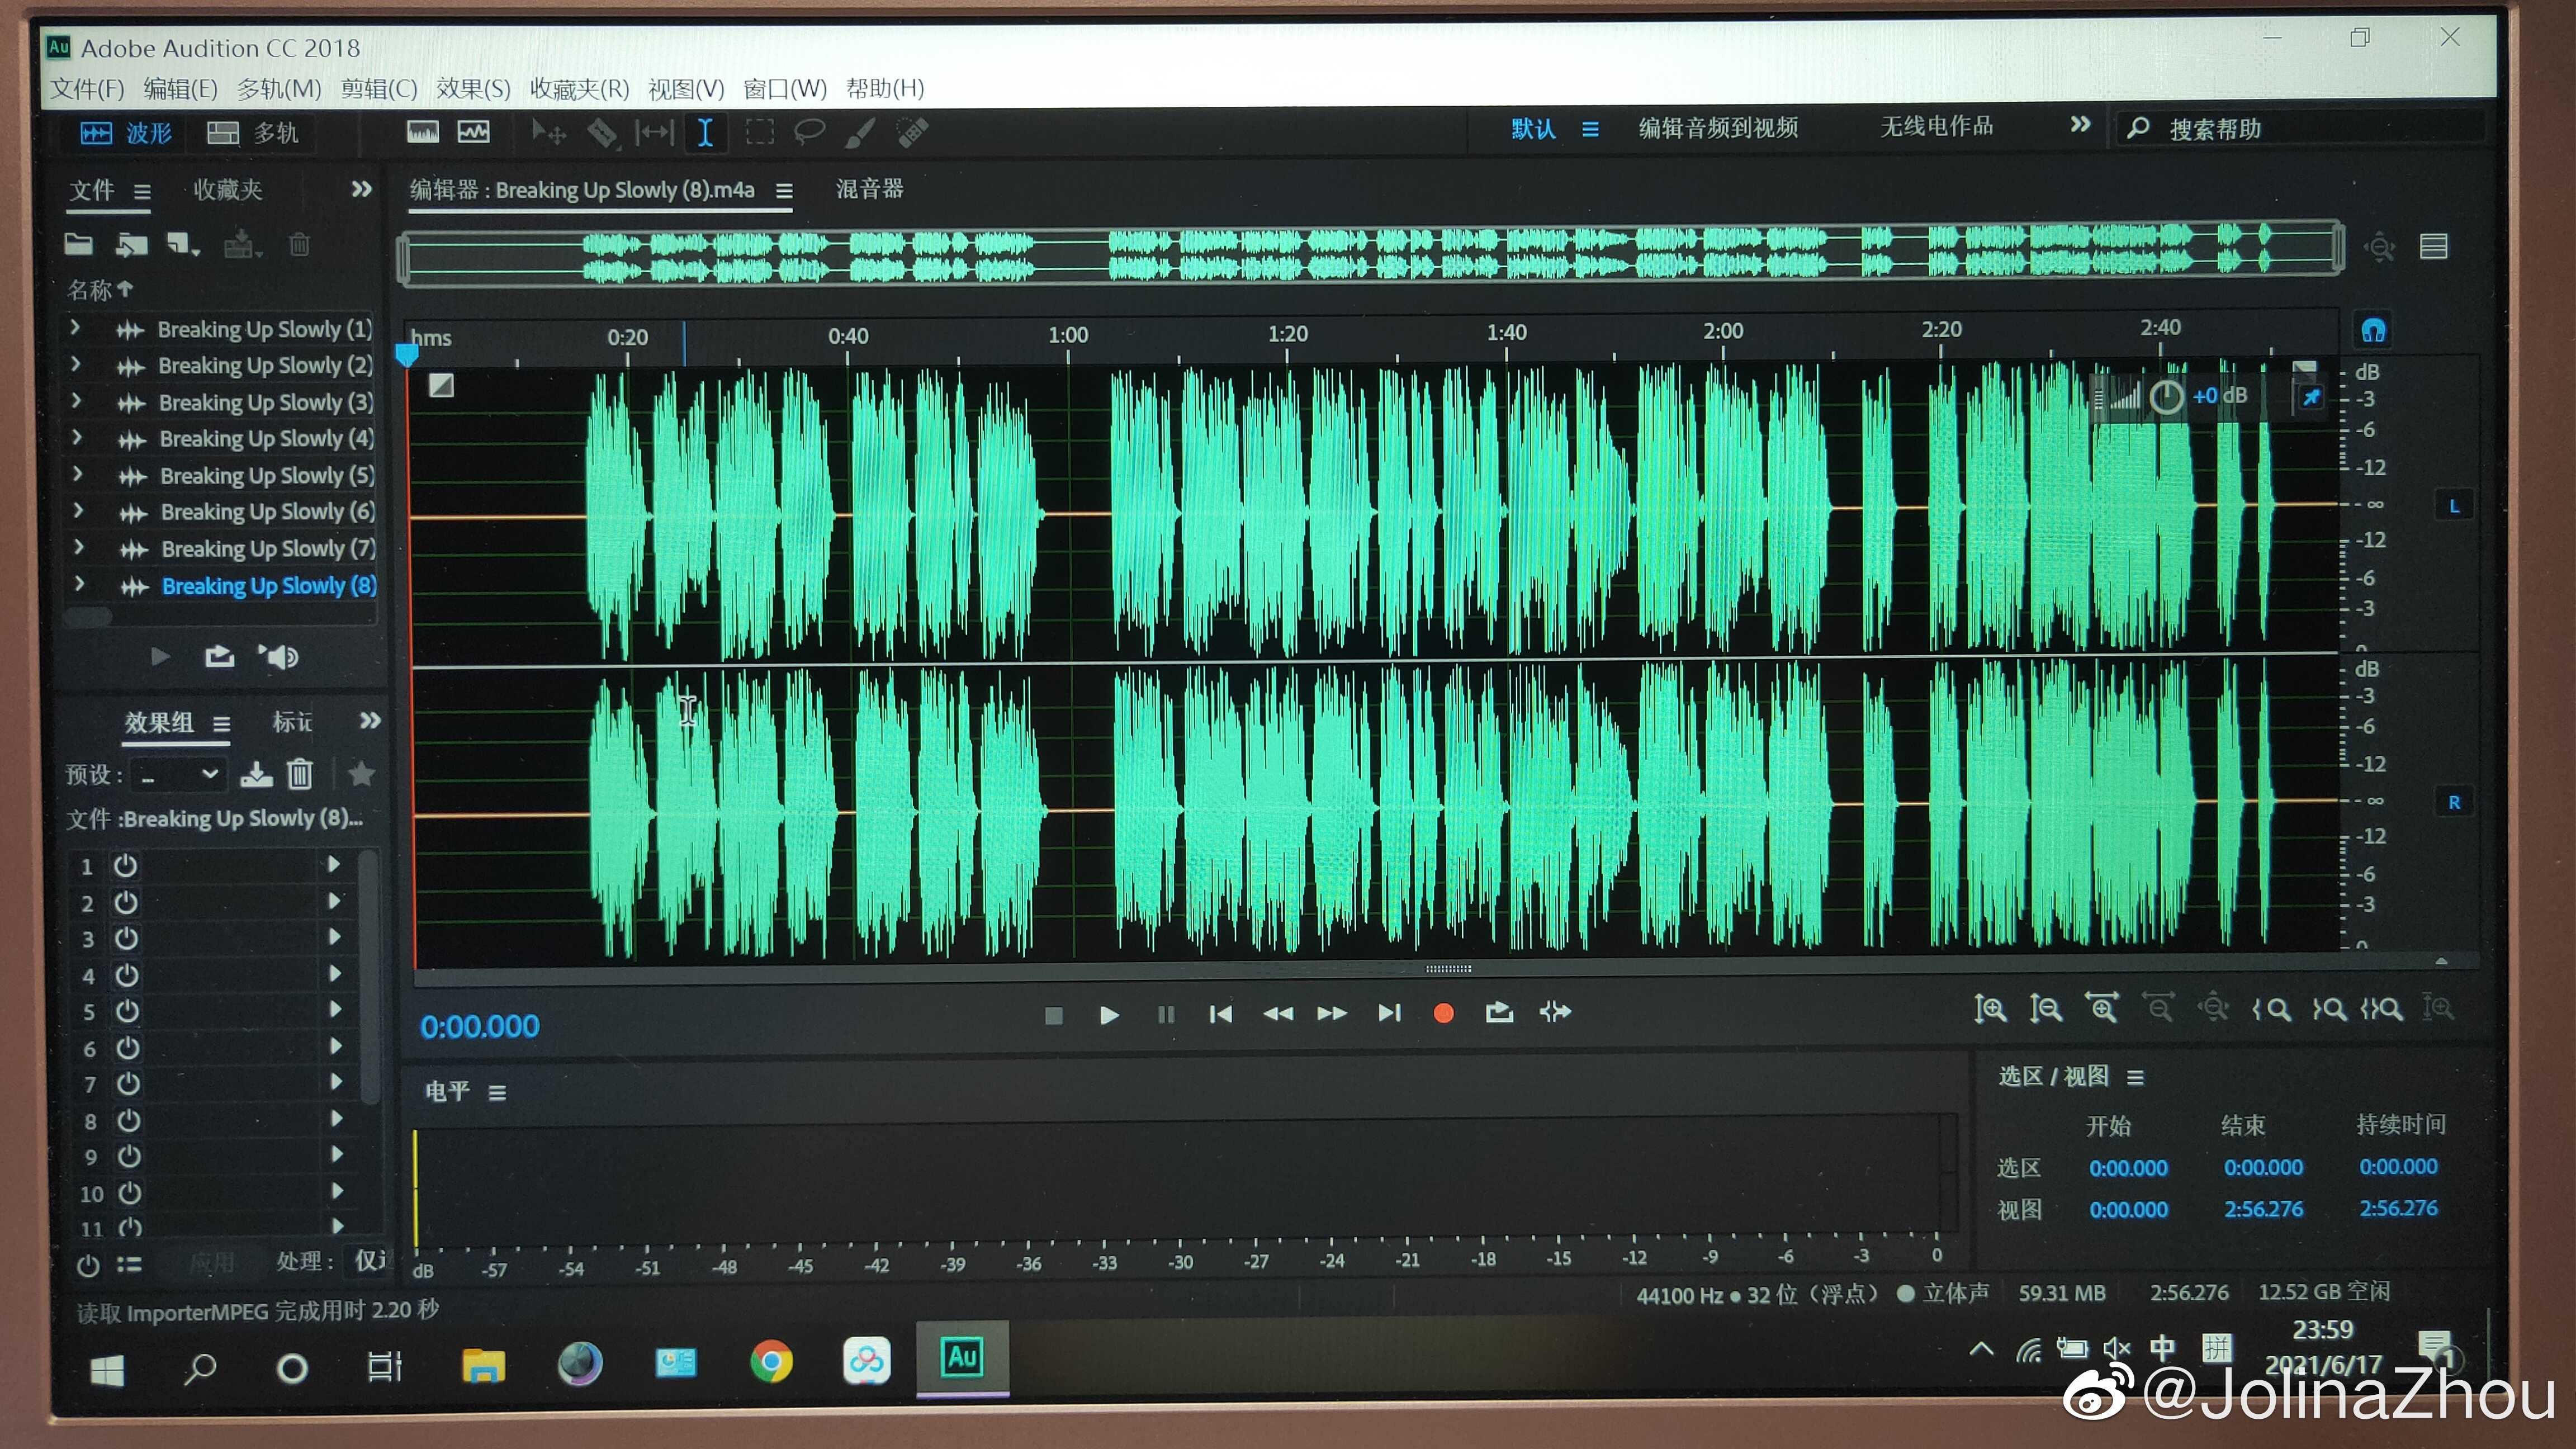 Au Adobe Audition CC 2018
文件(F) 编辑(E) 多轨(M) 剪辑(C) 效果(S) 收藏夹(R) 视图(V) 窗口(W) 帮助(H)
波形 多轨 默认 编辑音频到视频 无线电作品 搜索帮助
文件 收藏夹 编辑器 : Breaking Up Slowly (8).m4a 混音器
名称
hms 0:20 0:40 1:00 1:20 1:40 2:00 2:20 2:40
Breaking Up Slowly (1)
Breaking Up Slowly (2)
Breaking Up Slowly (3)
Breaking Up Slowly (4)
Breaking Up Slowly (5)
Breaking Up Slowly (6)
Breaking Up Slowly (7)
Breaking Up Slowly (8)
+0 dB
dB
-3
-6
-12
-∞
-12
-6
-3
L
dB
-3
-6
-12
-∞
-12
-6
-3
R
效果组 标记
预设 :
文件 :Breaking Up Slowly (8)...
1
2
3
4
5
6
7
8
9
10
11
应用 处理 :
0:00.000
电平
dB -57 -54 -51 -48 -45 -42 -39 -36 -33 -30 -27 -24 -21 -18 -15 -12 -9 -6 -3 0
选区 / 视图
开始 结束 持续时间
选区 0:00.000 0:00.000 0:00.000
视图 0:00.000 2:56.276 2:56.276
读取 ImporterMPEG 完成用时 2.20 秒
44100 Hz ● 32 位（浮点） ● 立体声 59.31 MB 2:56.276 12.52 GB 空闲
Au
中 拼
23:59
2021/6/17
1
@JolinaZhou